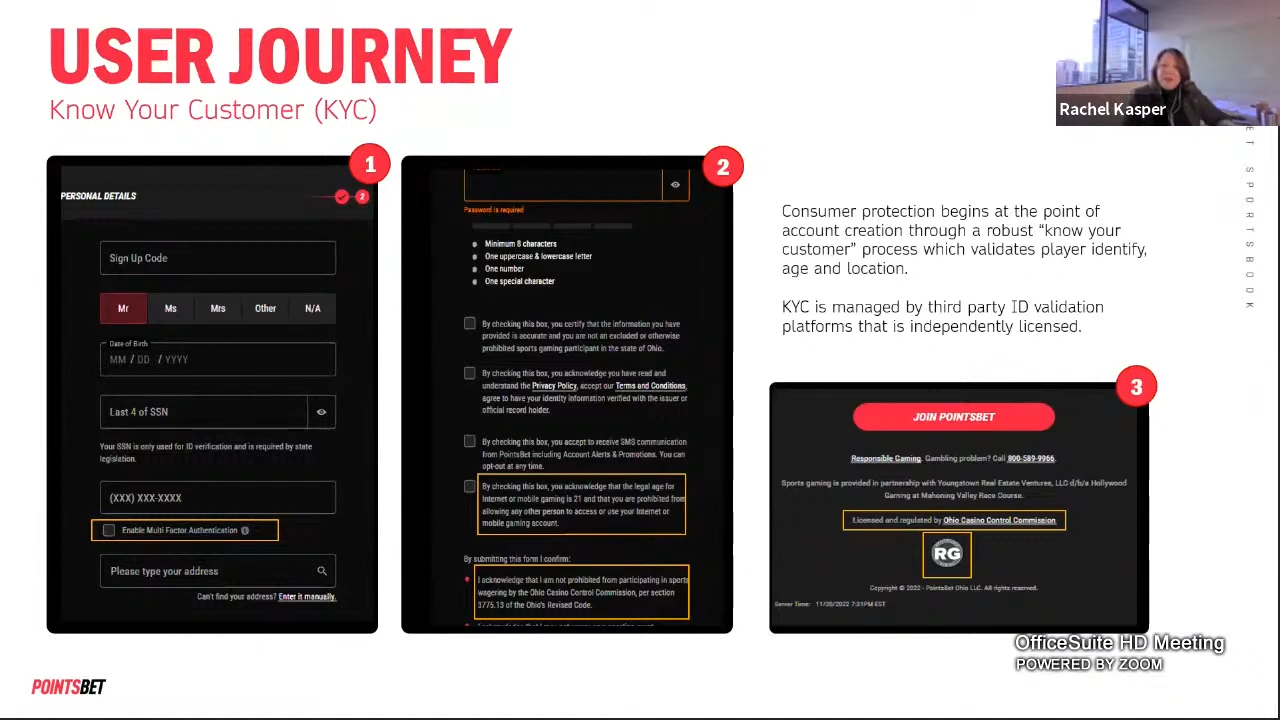 USER JOURNEY
Know Your Customer (KYC)
Rachel Kasper
1
PERSONAL DETAILS
2
Sign Up Code
Mr Ms Mrs Other N/A
Date of Birth
MM / DD / YYYY
Last 4 of SSN
Your SSN is only used for ID verification and is required by state
legislation.
(XXX) XXX-XXXX
Enable Multi Factor Authentication
Please type your address
Can't find your address? Enter it manually.
2
Password is required
Minimum 8 characters
One uppercase & lowercase letter
One number
One special character
By checking this box, you certify that the information you have
provided is accurate and you are not an excluded or otherwise
prohibited sports gaming participant in the state of Ohio.
By checking this box, you acknowledge you have read and
understand the Privacy Policy, accept our Terms and Conditions,
agree to have your identity information verified with the issuer or
official record holder.
By checking this box, you accept to receive SMS communication
from PointsBet including Account Alerts & Promotions. You can
opt-out at any time.
By checking this box, you acknowledge that the legal age for
Internet or mobile gaming is 21 and that you are prohibited from
allowing any other person to access or use your Internet or
mobile gaming account.
By submitting this form I confirm:
I acknowledge that I am not prohibited from participating in sports
wagering by the Ohio Casino Control Commission, per section
3775.13 of the Ohio's Revised Code.
Consumer protection begins at the point of
account creation through a robust “know your
customer” process which validates player identify,
age and location.
KYC is managed by third party ID validation
platforms that is independently licensed.
3
JOIN POINTSBET
Responsible Gaming. Gambling problem? Call 800-589-9966.
Sports gaming is provided in partnership with Youngstown Real Estate Ventures, LLC d/b/a Hollywood
Gaming at Mahoning Valley Race Course.
Licensed and regulated by Ohio Casino Control Commission
RG
Copyright © 2022 - PointsBet Ohio LLC. All rights reserved.
Server Time: 11/28/2022 7:31PM EST
ET SPORTSBOOK
OfficeSuite HD Meeting
POWERED BY ZOOM
POINTSBET